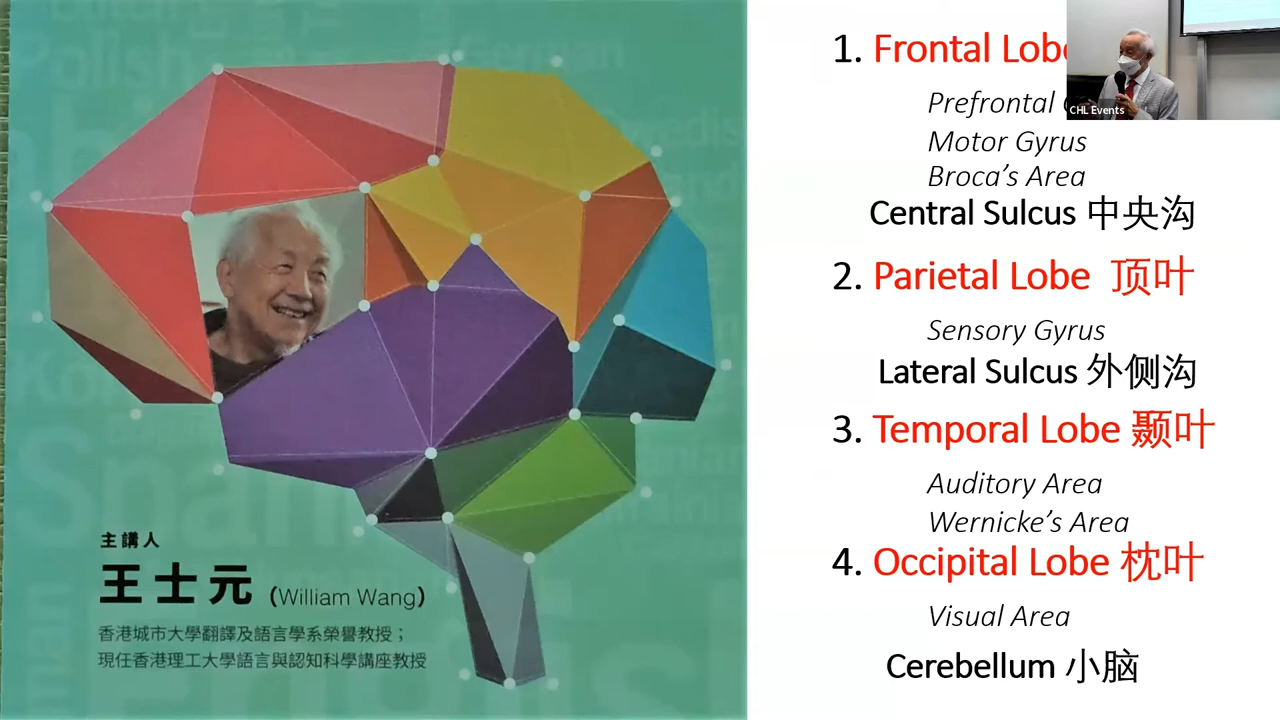 主講人
王士元 (William Wang)
香港城市大學翻譯及語言學系榮譽教授；
現任香港理工大學語言與認知科學講座教授
1. Frontal Lobe
Prefrontal
Motor Gyrus
Broca's Area
Central Sulcus 中央沟
2. Parietal Lobe 顶叶
Sensory Gyrus
Lateral Sulcus 外侧沟
3. Temporal Lobe 颞叶
Auditory Area
Wernicke's Area
4. Occipital Lobe 枕叶
Visual Area
Cerebellum 小脑
CHL Events